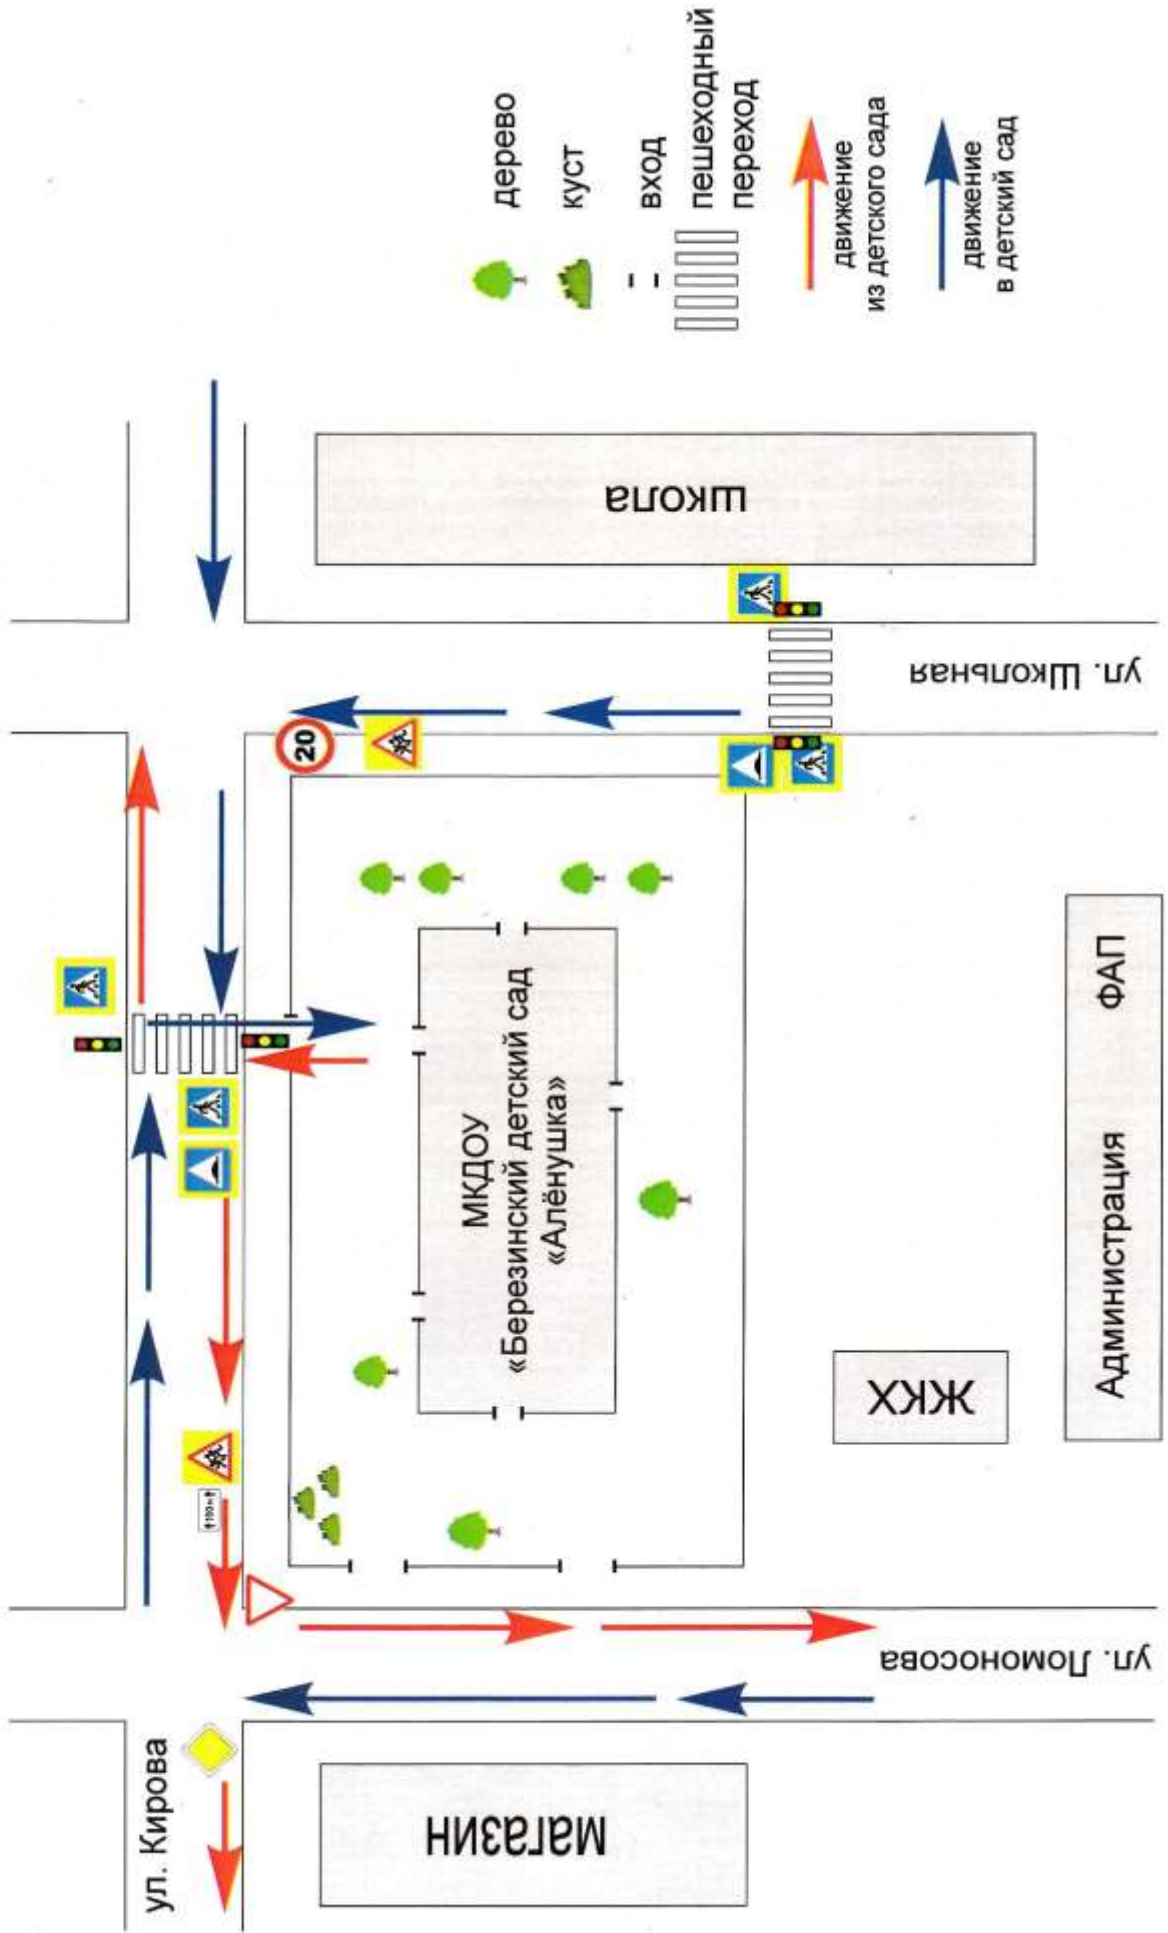 ул. Кирова
магазин
ул. Ломоносова
100 м
МКДОУ
«Березинский детский сад
«Алёнушка»
ЖКХ
Администрация ФАП
20
ул. Школьная
школа
дерево
куст
вход
пешеходный
переход
движение
из детского сада
движение
в детский сад